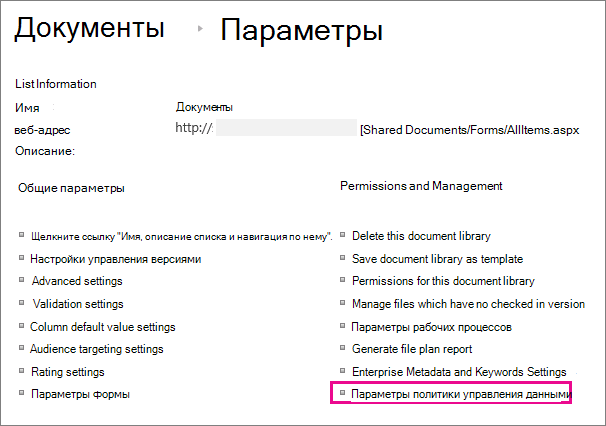 Документы ▸ Параметры
List Information
Имя Документы
веб-адрес http:/: [Shared Documents/Forms/AllItems.aspx
Описание:
Общие параметры
Щелкните ссылку "Имя, описание списка и навигация по нему".
Настройки управления версиями
Advanced settings
Validation settings
Column default value settings
Audience targeting settings
Rating settings
Параметры формы
Permissions and Management
Delete this document library
Save document library as template
Permissions for this document library
Manage files which have no checked in version
Параметры рабочих процессов
Generate file plan report
Enterprise Metadata and Keywords Settings
Параметры политики управления данными